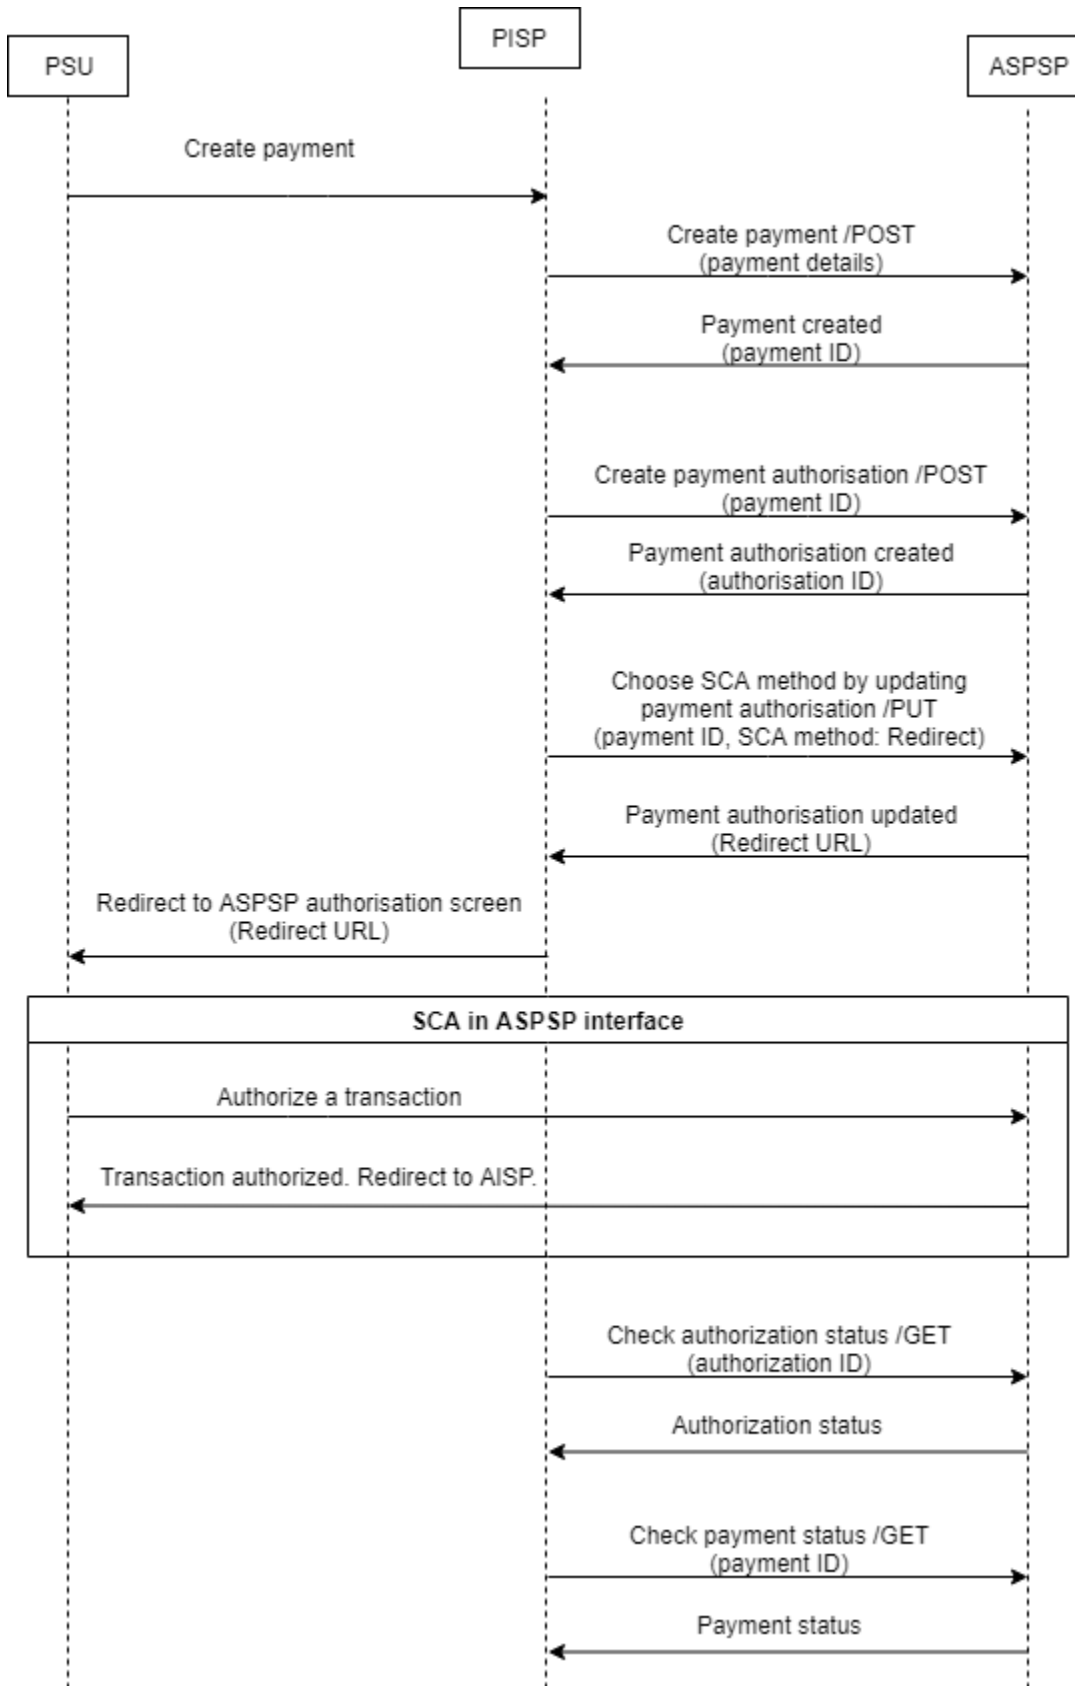 PSU
PISP
ASPSP
Create payment
Create payment /POST
(payment details)
Payment created
(payment ID)
Create payment authorisation /POST
(payment ID)
Payment authorisation created
(authorisation ID)
Choose SCA method by updating
payment authorisation /PUT
(payment ID, SCA method: Redirect)
Payment authorisation updated
(Redirect URL)
Redirect to ASPSP authorisation screen
(Redirect URL)
SCA in ASPSP interface
Authorize a transaction
Transaction authorized. Redirect to AISP.
Check authorization status /GET
(authorization ID)
Authorization status
Check payment status /GET
(payment ID)
Payment status